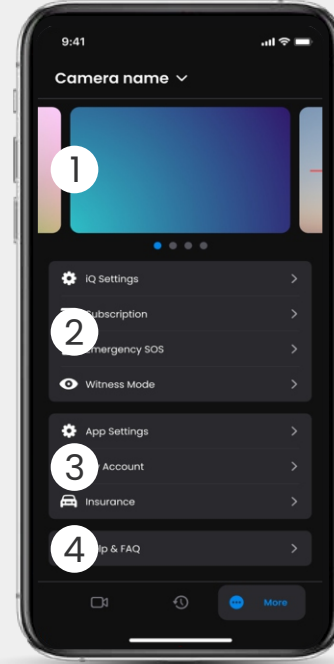 9:41
Camera name
1
iQ Settings
Subscription
2
Emergency SOS
Witness Mode
App Settings
3
Account
Insurance
4
& FAQ
More